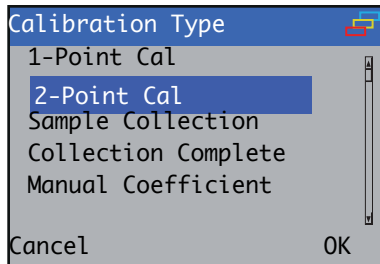 Calibration Type
1-Point Cal
2-Point Cal
Sample Collection
Collection Complete
Manual Coefficient
Cancel OK